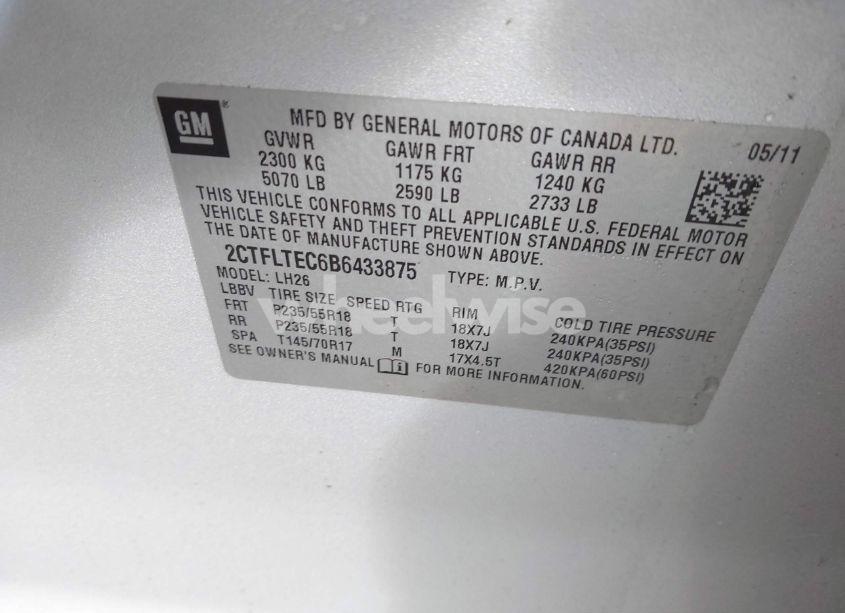 GM®
MFD BY GENERAL MOTORS OF CANADA LTD. 05/11
GVWR GAWR FRT GAWR RR
2300 KG 1175 KG 1240 KG
5070 LB 2590 LB 2733 LB
THIS VEHICLE CONFORMS TO ALL APPLICABLE U.S. FEDERAL MOTOR
VEHICLE SAFETY AND THEFT PREVENTION STANDARDS IN EFFECT ON
THE DATE OF MANUFACTURE SHOWN ABOVE.
2CTFLTEC6B6433875 TYPE: M.P.V.
MODEL: LH26
LBBV TIRE SIZE SPEED RTG RIM COLD TIRE PRESSURE
FRT P235/55R18 T 18X7J 240KPA(35PSI)
RR P235/55R18 T 18X7J 240KPA(35PSI)
SPA T145/70R17 M 17X4.5T 420KPA(60PSI)
SEE OWNER'S MANUAL FOR MORE INFORMATION.
wheelwise